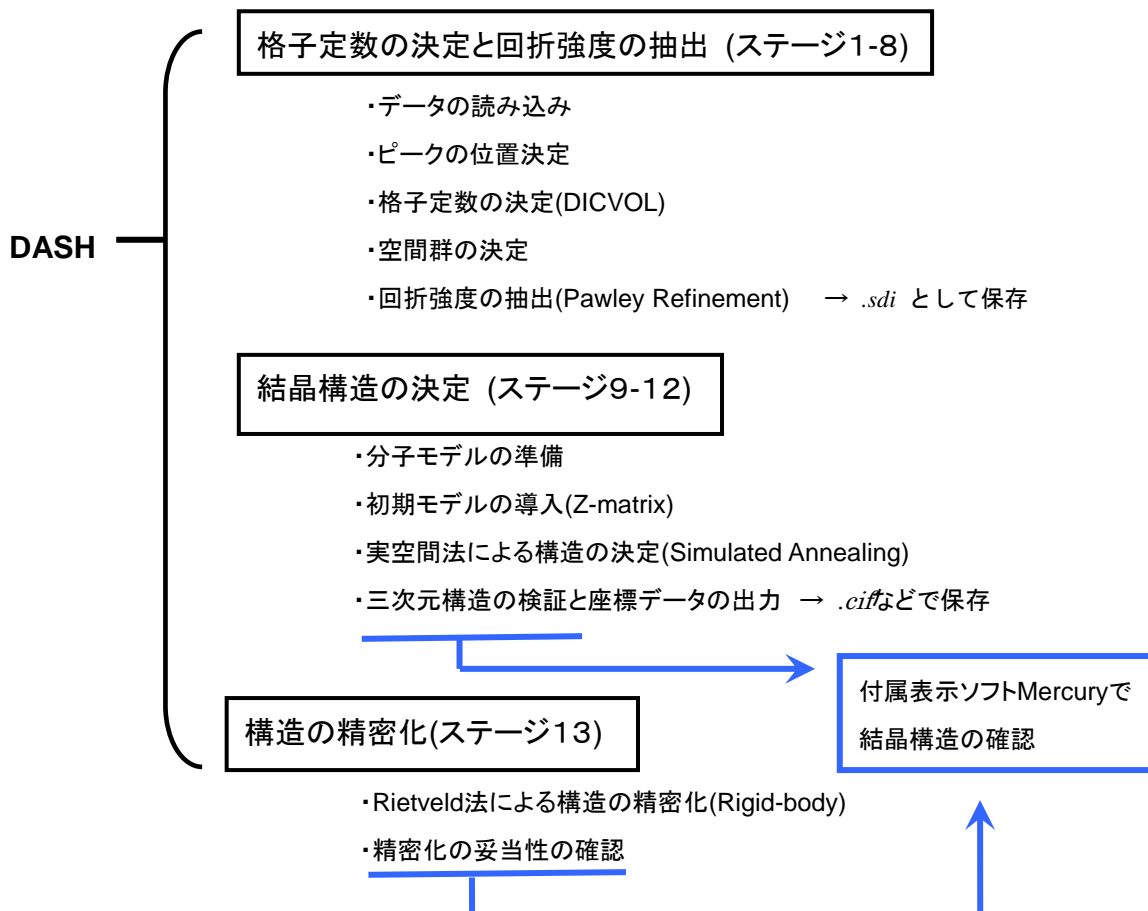 格子定数の決定と回折強度の抽出 (ステージ1-8)
・データの読み込み
・ピークの位置決定
・格子定数の決定(DICVOL)
DASH
・空間群の決定
・回折強度の抽出(Pawley Refinement) → .sdi として保存
結晶構造の決定 (ステージ9-12)
・分子モデルの準備
・初期モデルの導入(Z-matrix)
・実空間法による構造の決定(Simulated Annealing)
・三次元構造の検証と座標データの出力 → .cifなどで保存
付属表示ソフトMercuryで
結晶構造の確認
構造の精密化(ステージ13)
・Rietveld法による構造の精密化(Rigid-body)
・精密化の妥当性の確認